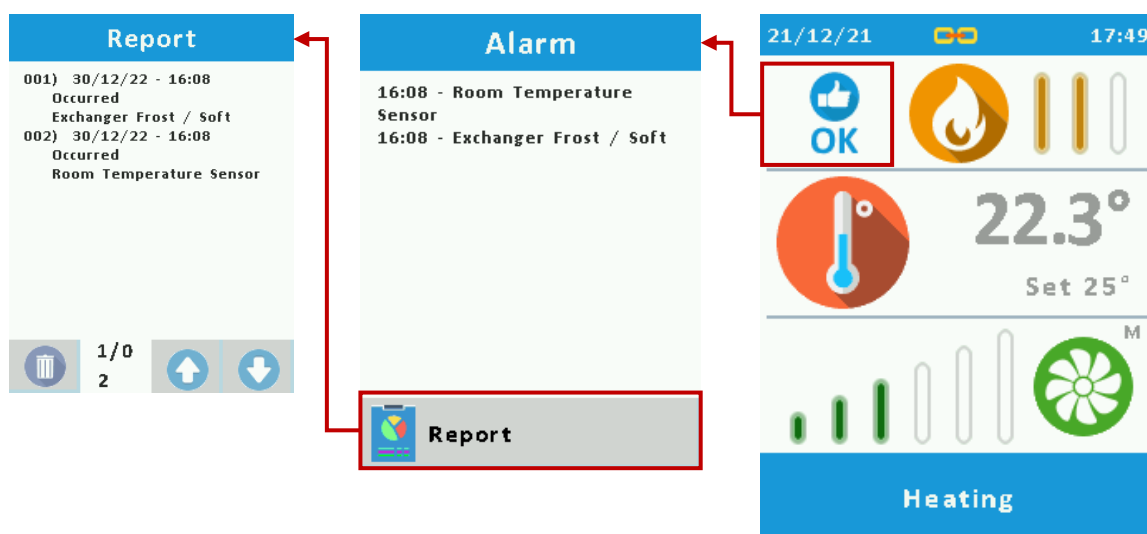 Report
001) 30/12/22 - 16:08
Occurred
Exchanger Frost / Soft
002) 30/12/22 - 16:08
Occurred
Room Temperature Sensor
1/0
2
Alarm
16:08 - Room Temperature
Sensor
16:08 - Exchanger Frost / Soft
Report
21/12/21 17:49
OK
22.3°
Set 25°
M
Heating